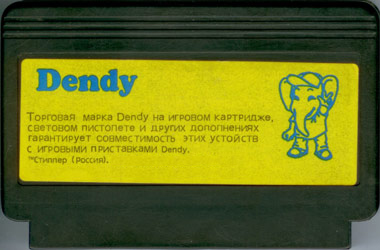 Dendy
Торговая марка Dendy на игровом картридже,
световом пистолете и других дополнениях
гарантирует совместимость этих устойств
с игровыми приставками Dendy.
™Стиплер (Россия).